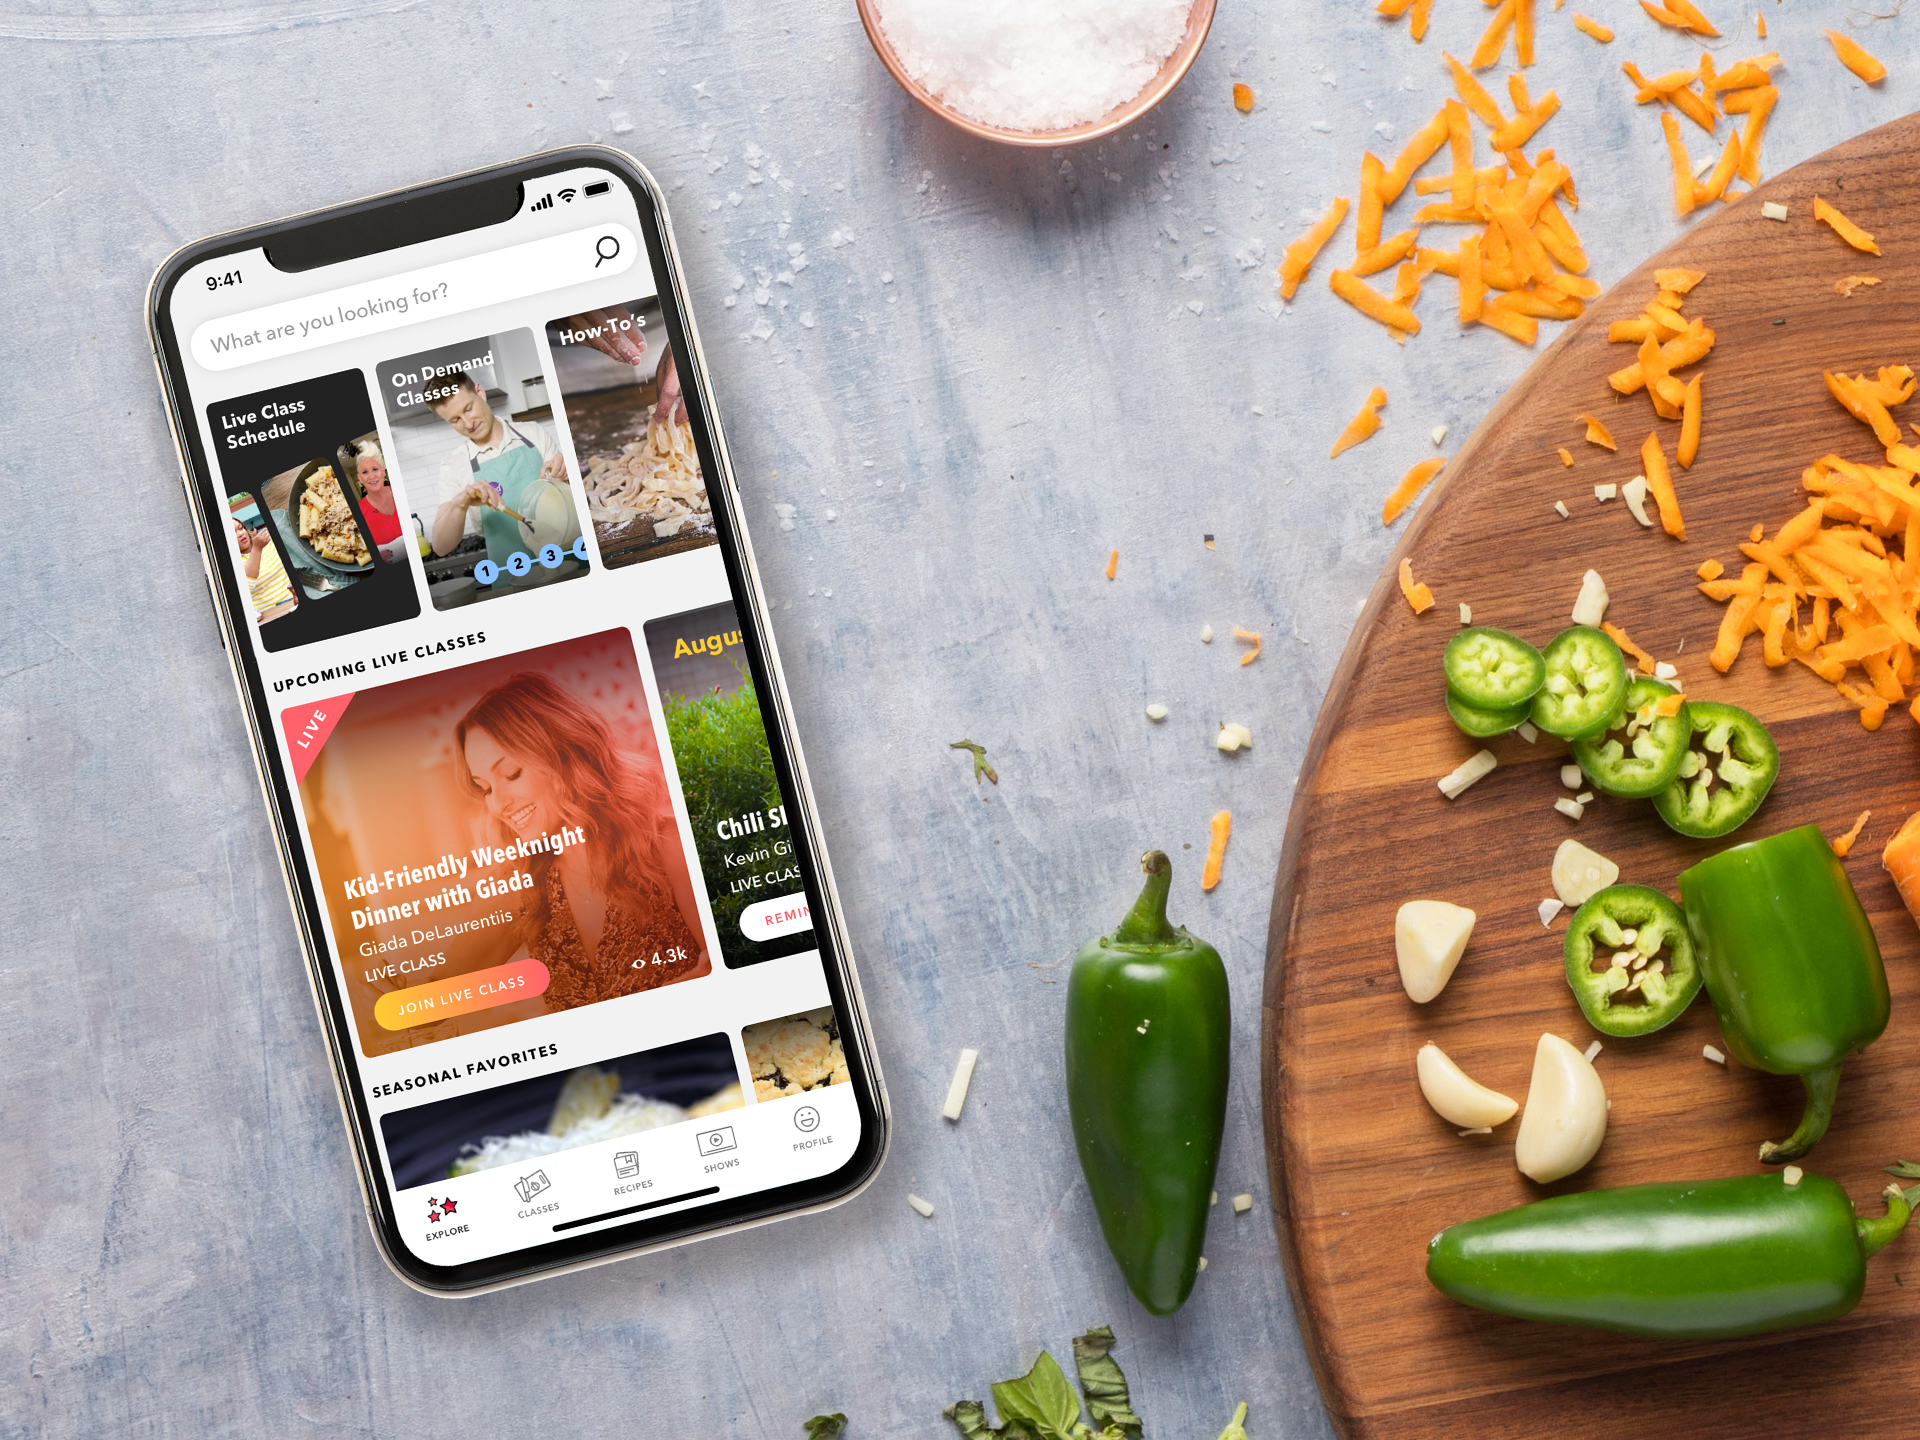 9:41
What are you looking for?
Live Class
Schedule
On Demand
Classes
1 2 3 4
How-To's
UPCOMING LIVE CLASSES
LIVE
Kid-Friendly Weeknight
Dinner with Giada
Giada DeLaurentiis
LIVE CLASS
JOIN LIVE CLASS
4.3k
Augus
Chili Sl
Kevin Gi
LIVE CLAS
REMIN
SEASONAL FAVORITES
EXPLORE
CLASSES
RECIPES
SHOWS
PROFILE